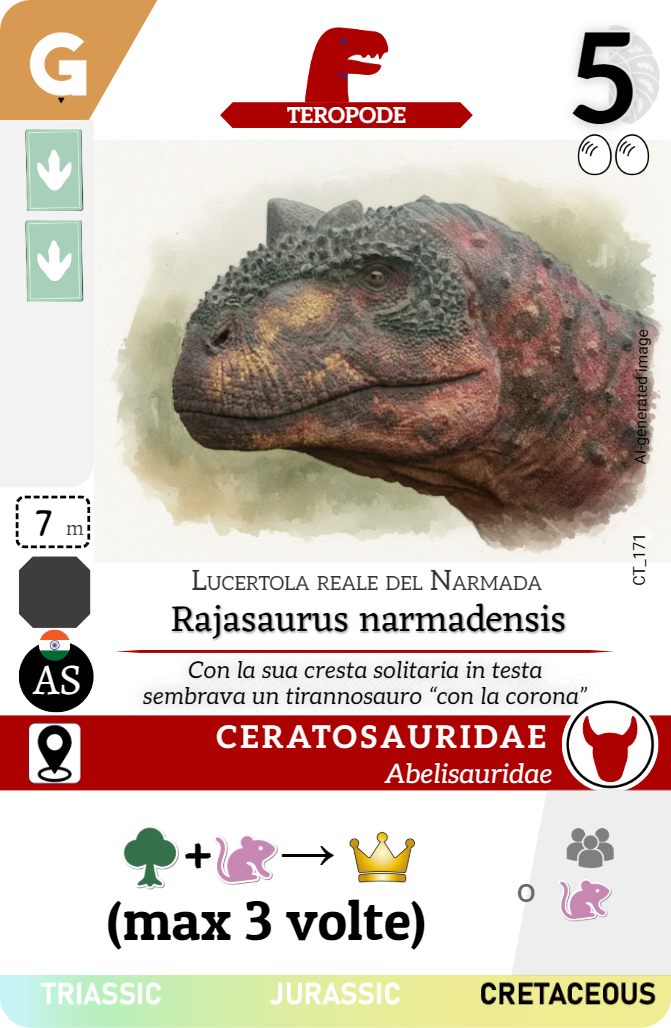 G
TEROPODE
5
AI-generated image
CT_171
7 m
AS
Lucertola reale del Narmada
Rajasaurus narmadensis
Con la sua cresta solitaria in testa
sembrava un tirannosauro “con la corona”
CERATOSAURIDAE
Abelisauridae
+ →
(max 3 volte)
o
TRIASSIC JURASSIC CRETACEOUS